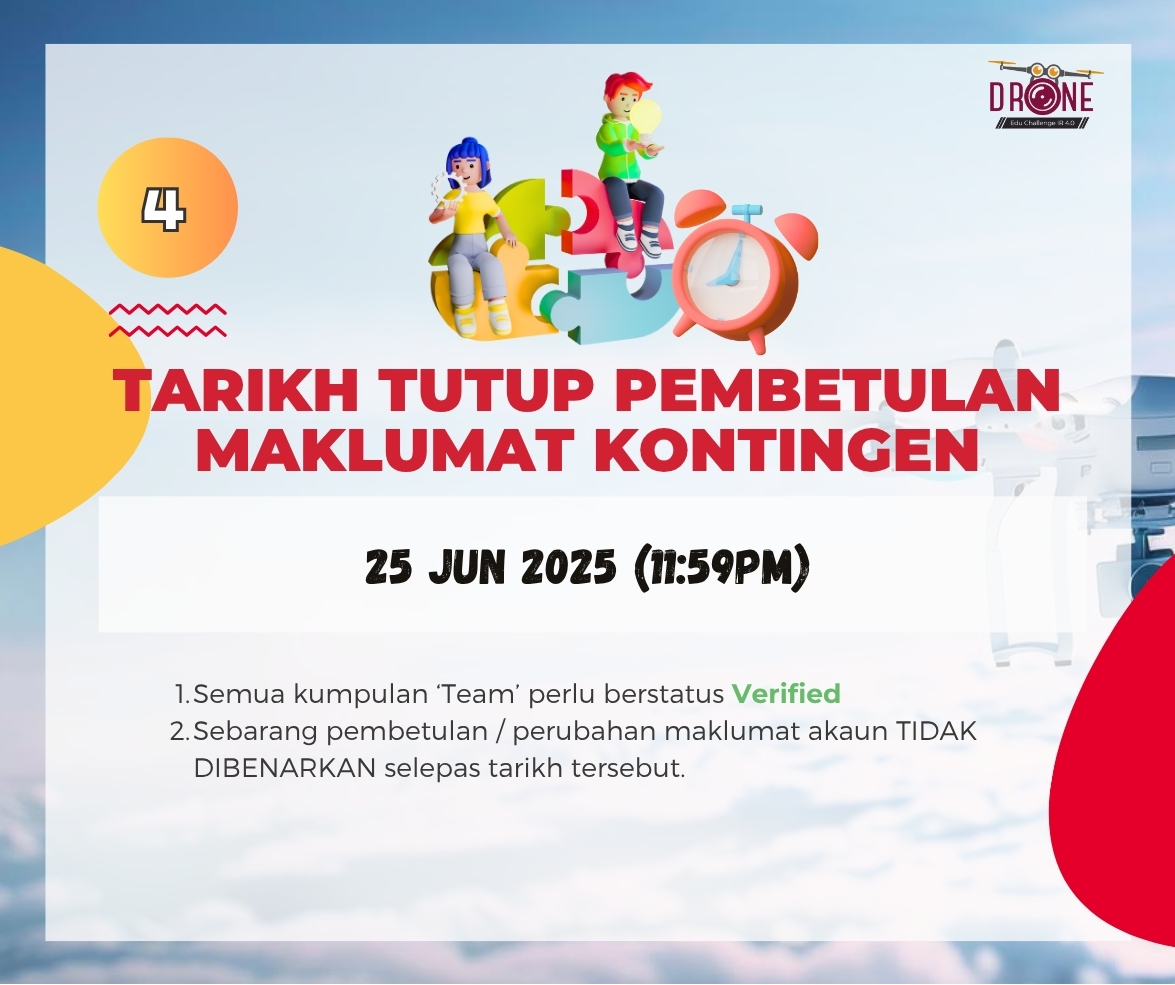 DRONE
Edu Challenge IR 4.0
4
TARIKH TUTUP PEMBETULAN
MAKLUMAT KONTINGEN
25 JUN 2025 (11:59PM)
1.Semua kumpulan ‘Team’ perlu berstatus Verified
2.Sebarang pembetulan / perubahan maklumat akaun TIDAK
DIBENARKAN selepas tarikh tersebut.